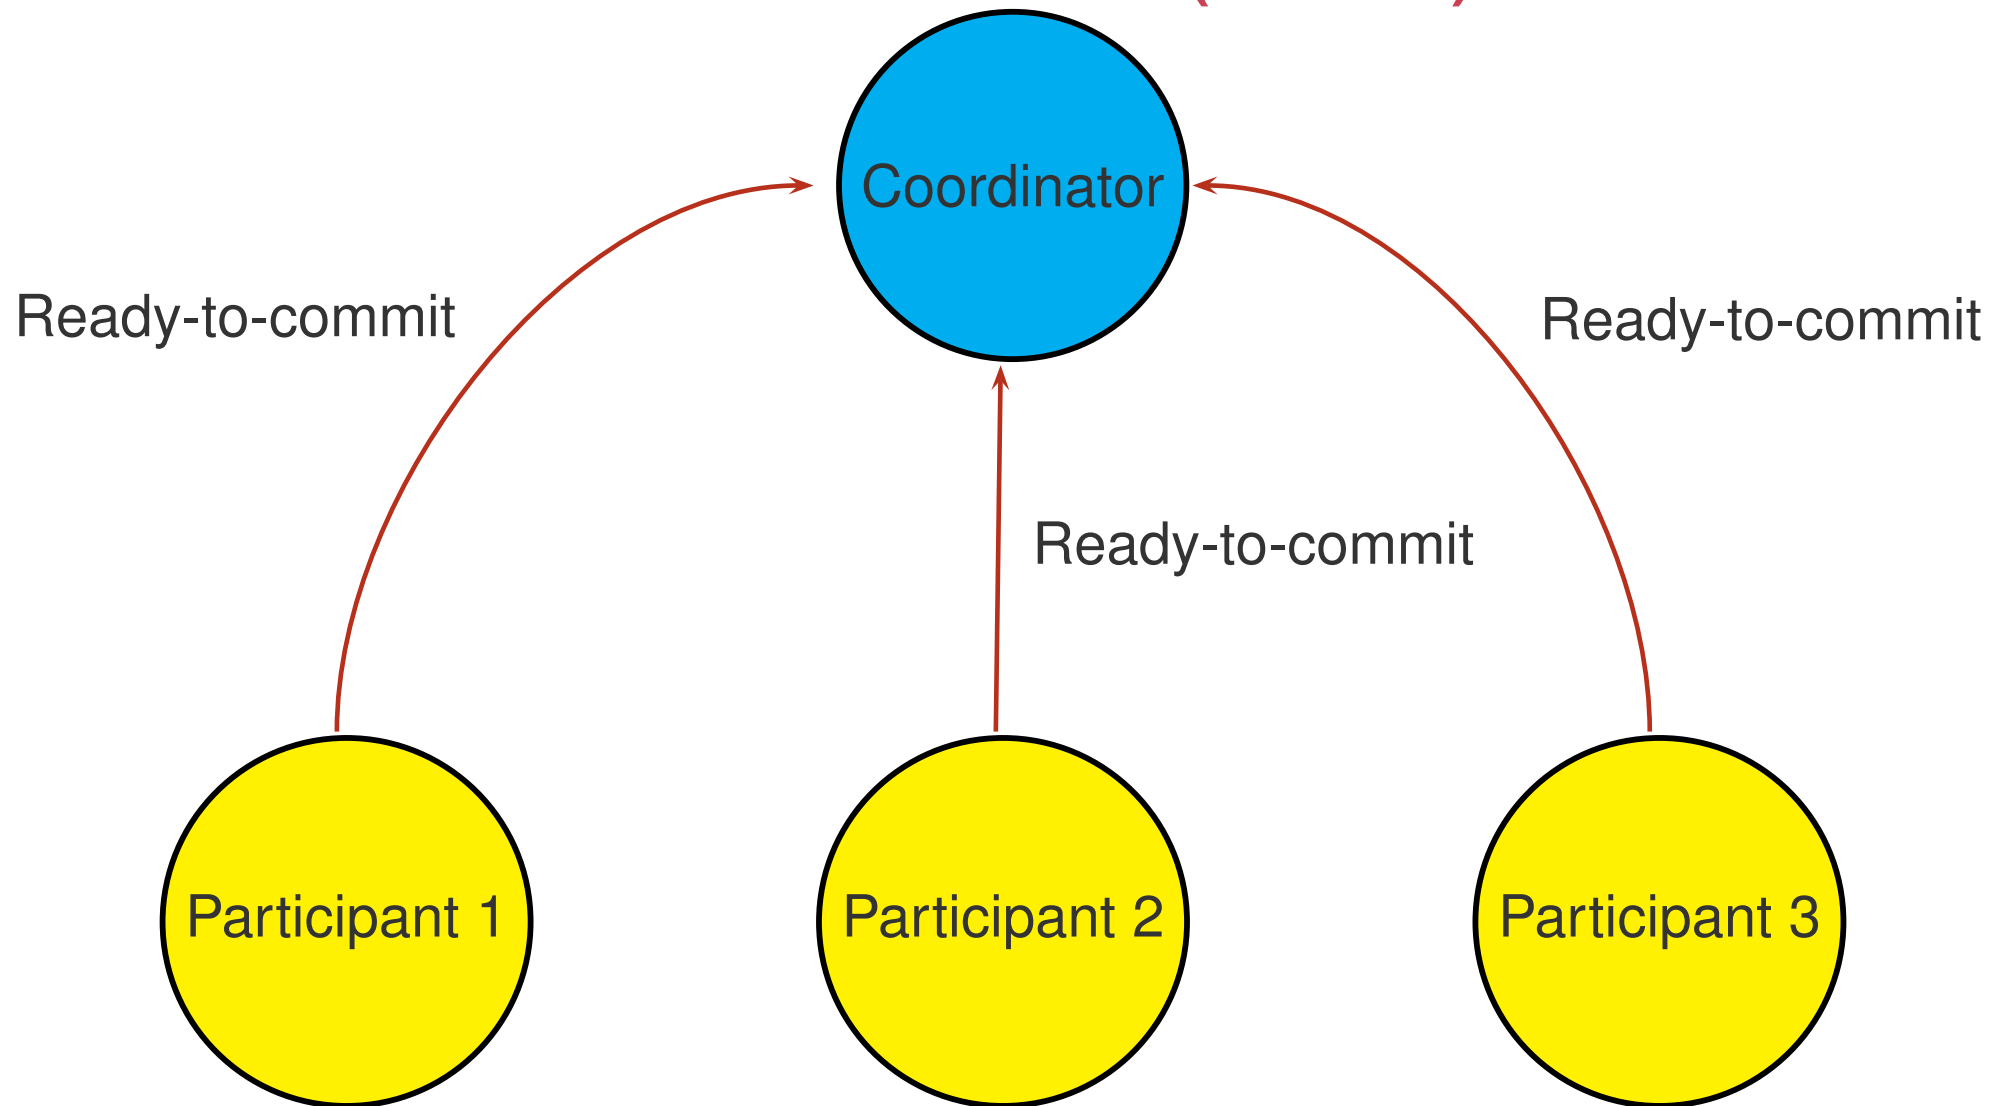 Coordinator
Ready-to-commit
Ready-to-commit
Ready-to-commit
Participant 1
Participant 2
Participant 3